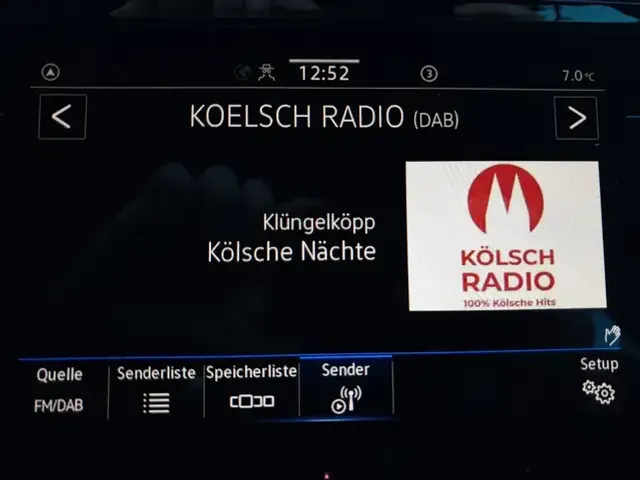 12:52
3
7.0°C
<
KOELSCH RADIO (DAB)
>
Klüngelköpp
Kölsche Nächte
KÖLSCH
RADIO
100% Kölsche Hits
Quelle
FM/DAB
Senderliste
Speicherliste
Sender
Setup